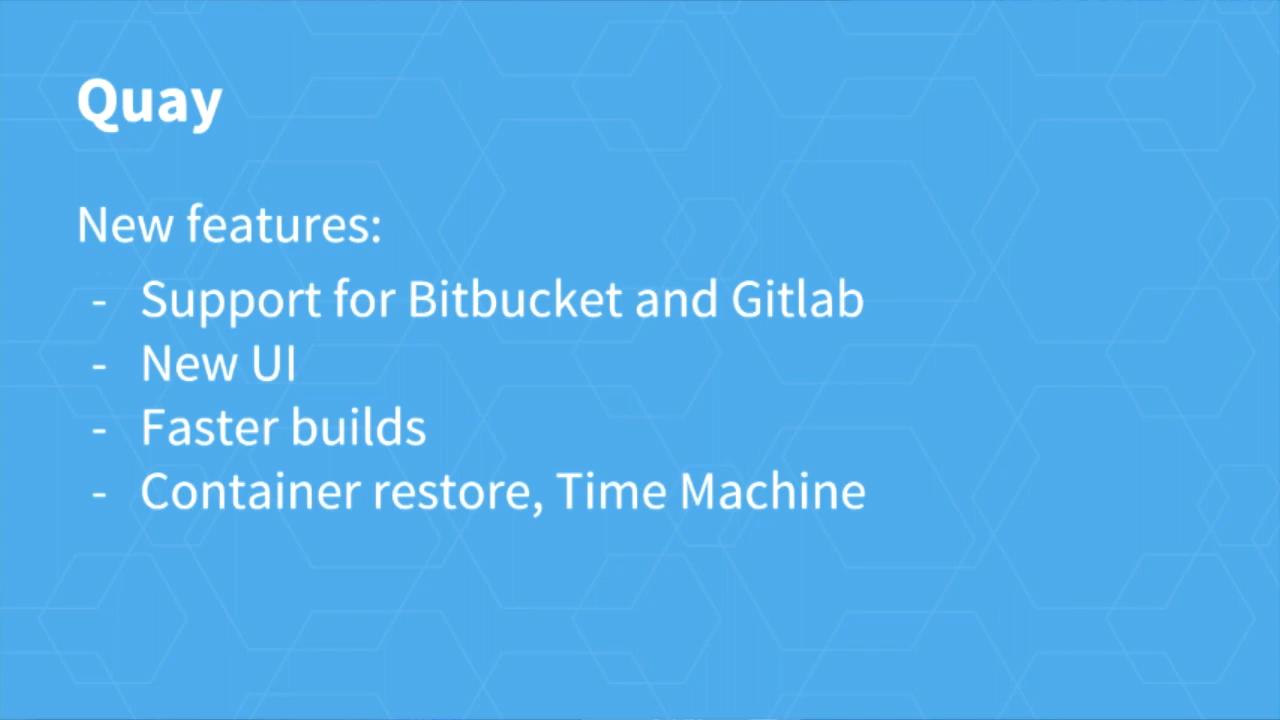 Quay
New features:
- Support for Bitbucket and Gitlab
- New UI
- Faster builds
- Container restore, Time Machine